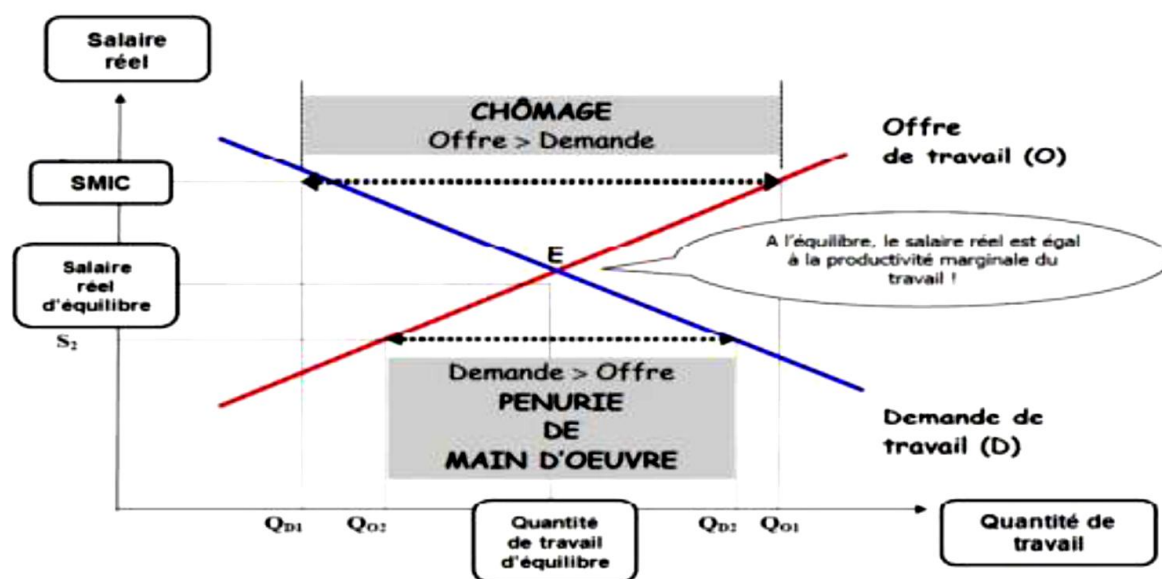 Salaire
réel
CHÔMAGE
Offre > Demande
Offre
de travail (O)
SMIC
A l'équilibre, le salaire réel est égal
à la productivité marginale du
travail !
E
Salaire
réel
d'équilibre
S2
Demande > Offre
PENURIE
DE
MAIN D'OEUVRE
Demande de
travail (D)
QD1
QO2
Quantité
de travail
d'équilibre
QD2
QO1
Quantité de
travail